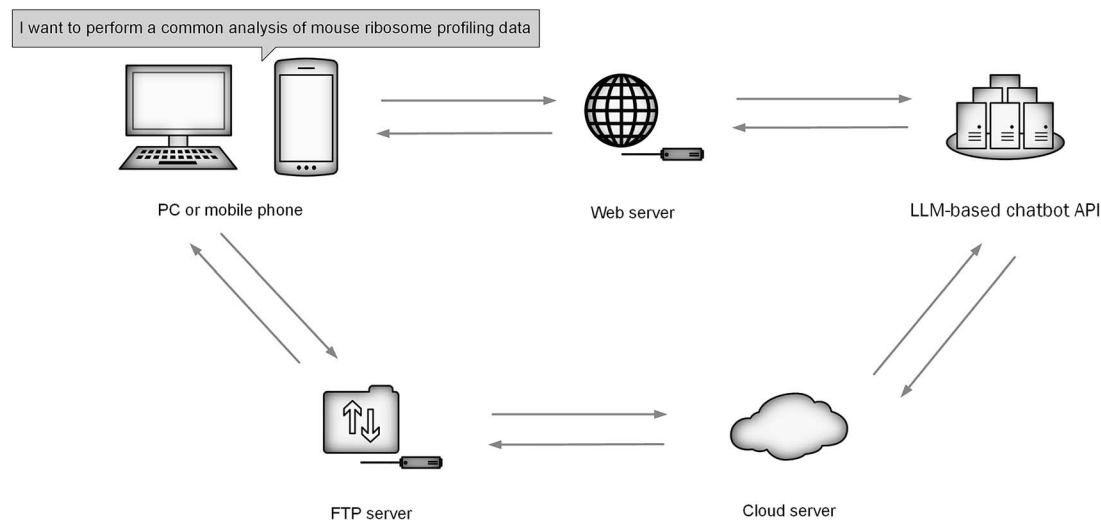 I want to perform a common analysis of mouse ribosome profiling data
PC or mobile phone
Web server
LLM-based chatbot API
FTP server
Cloud server